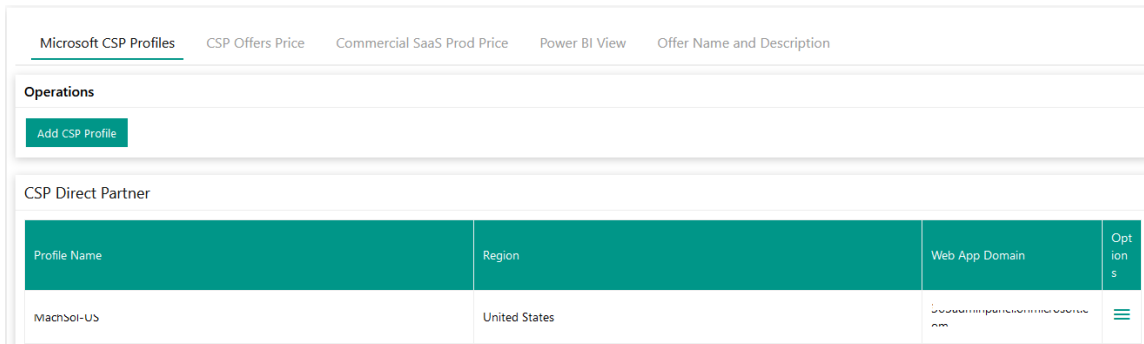 Microsoft CSP Profiles CSP Offers Price Commercial SaaS Prod Price Power BI View Offer Name and Description
Operations
Add CSP Profile
CSP Direct Partner
Profile Name Region Web App Domain Opt
ion
s
MachSol-US United States